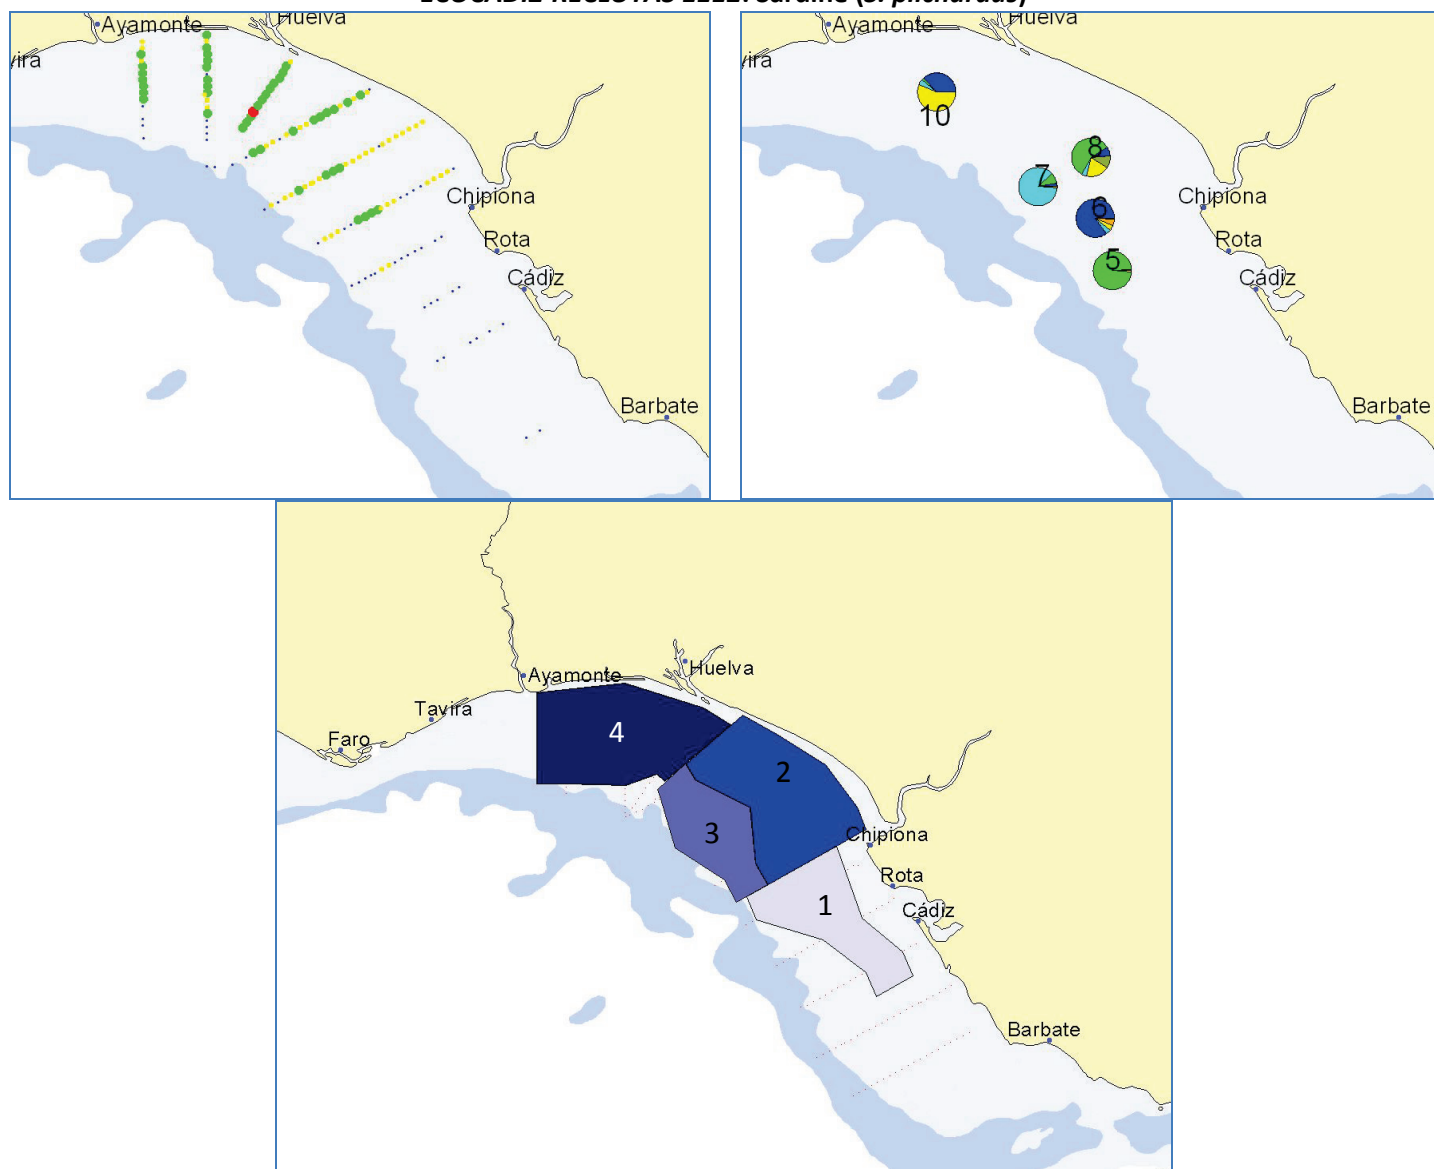 Ayamonte
Huelva
Chipiona
Rota
Cádiz
Barbate
Ayamonte
Huelva
10
8
7
6
5
Chipiona
Rota
Cádiz
Barbate
Huelva
Ayamonte
Tavira
Faro
4
2
3
1
Chipiona
Rota
Cádiz
Barbate